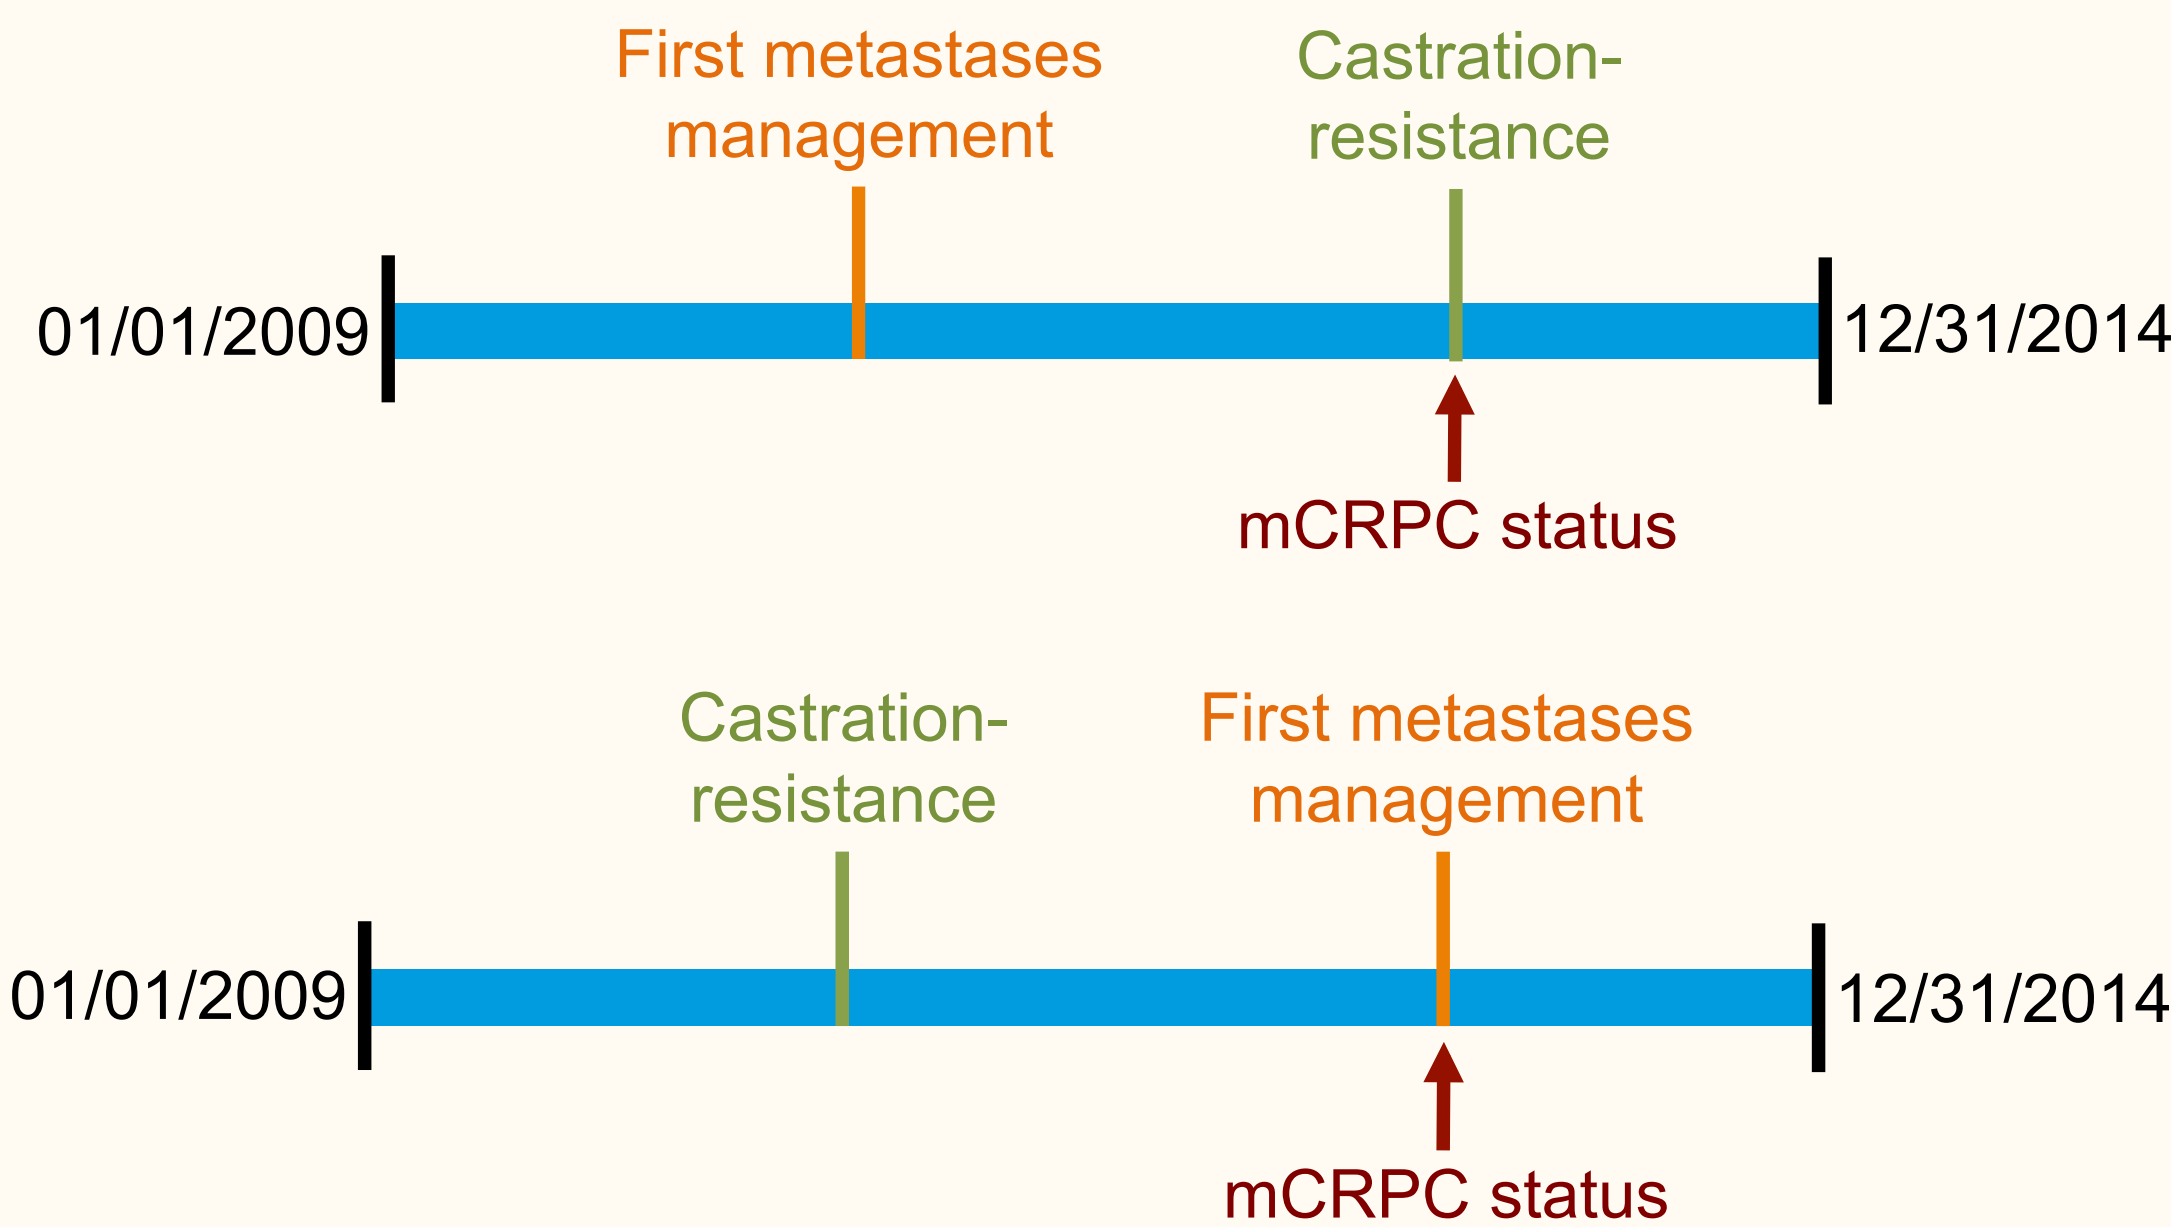 First metastases
management
Castration-
resistance
01/01/2009
12/31/2014
mCRPC status
Castration-
resistance
First metastases
management
01/01/2009
12/31/2014
mCRPC status